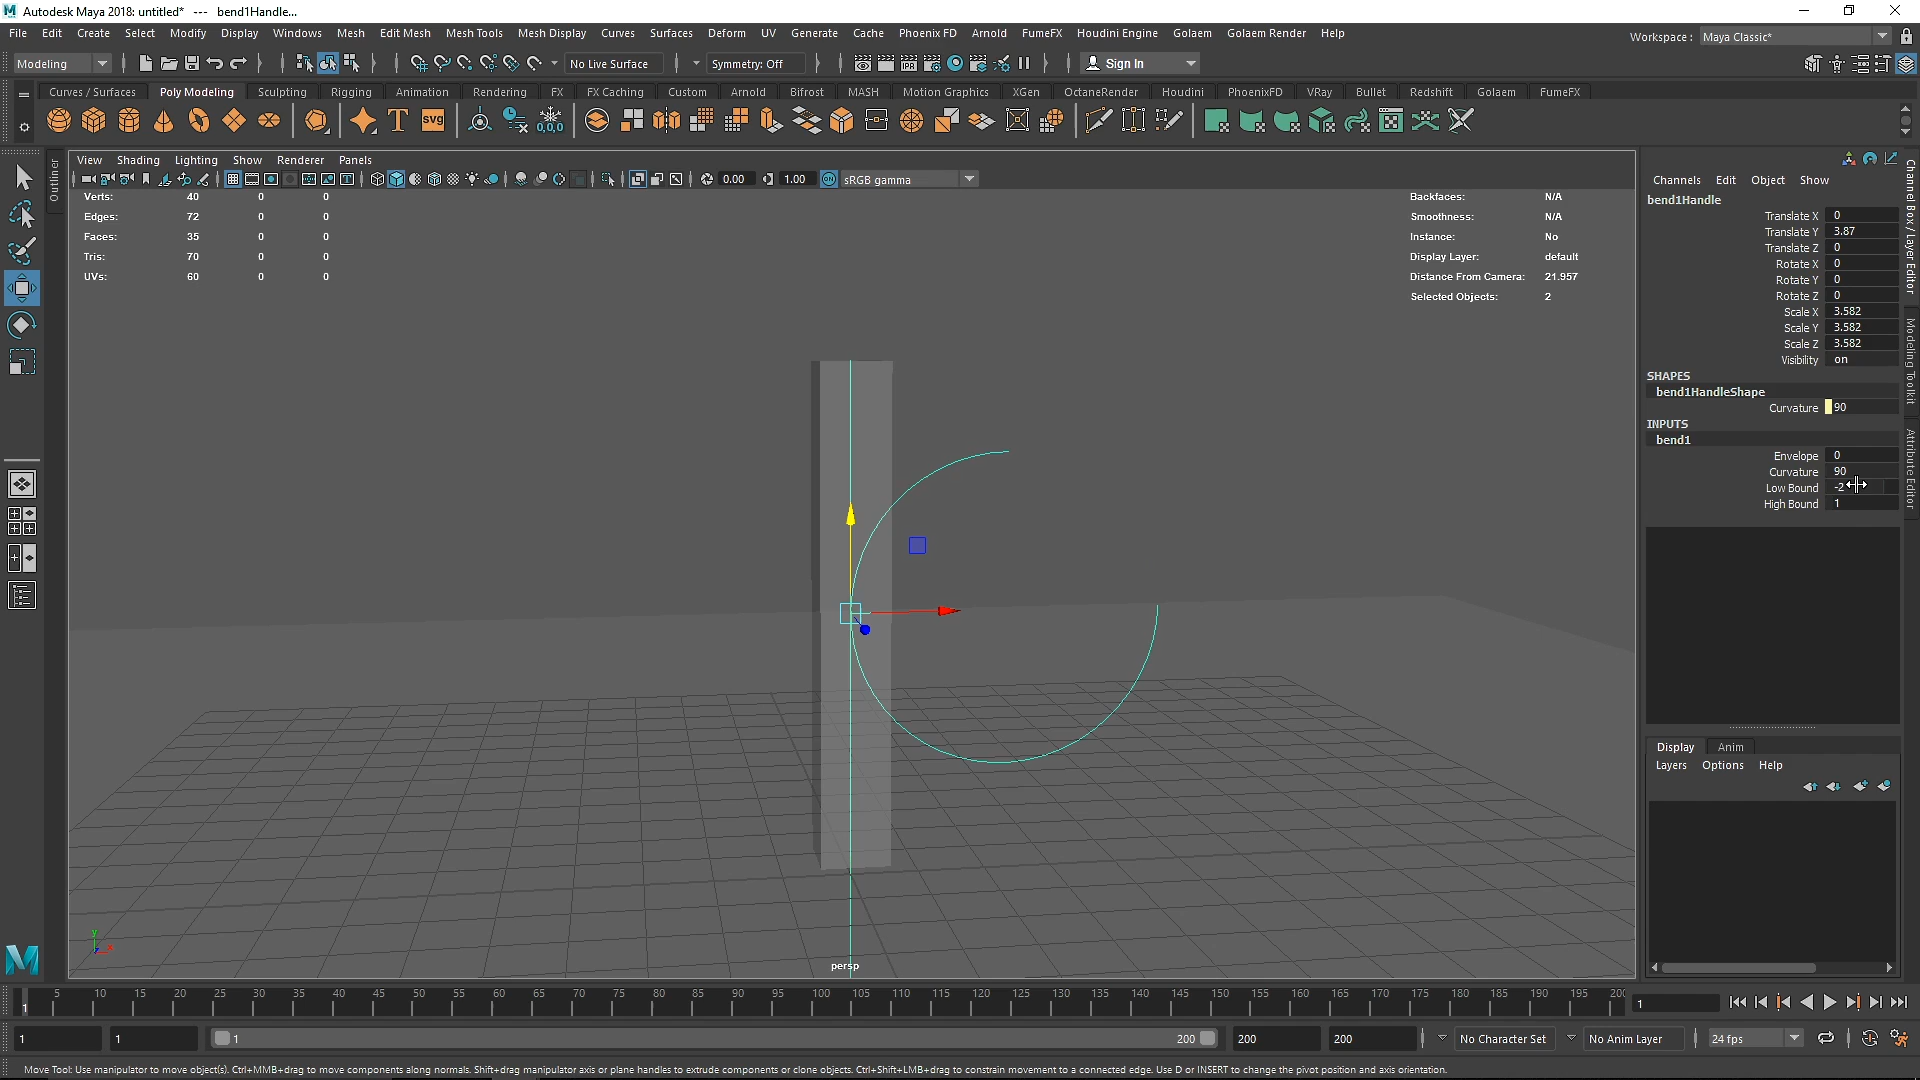 Autodesk Maya 2018: untitled* --- bend1Handle...
File Edit Create Select Modify Display Windows Mesh Edit Mesh Mesh Tools Mesh Display Curves Surfaces Deform UV Generate Cache Phoenix FD Arnold FumeFX Houdini Engine Golaem Golaem Render Help
Workspace : Maya Classic*
Modeling No Live Surface Symmetry: Off Sign In
Curves / Surfaces Poly Modeling Sculpting Rigging Animation Rendering FX FX Caching Custom Arnold Bifrost MASH Motion Graphics XGen OctaneRender Houdini PhoenixFD VRay Bullet Redshift Golaem FumeFX
T SVG 0,0,0
View Shading Lighting Show Renderer Panels
0.00 1.00 sRGB gamma
Outliner
Verts: 40 0 0
Edges: 72 0 0
Faces: 35 0 0
Tris: 70 0 0
UVs: 60 0 0
Backfaces: N/A
Smoothness: N/A
Instance: No
Display Layer: default
Distance From Camera: 21.957
Selected Objects: 2
y
x
persp
Channels Edit Object Show
bend1Handle
Translate X 0
Translate Y 3.87
Translate Z 0
Rotate X 0
Rotate Y 0
Rotate Z 0
Scale X 3.582
Scale Y 3.582
Scale Z 3.582
Visibility on
SHAPES
bend1HandleShape
Curvature 90
INPUTS
bend1
Envelope 0
Curvature 90
Low Bound -2
High Bound 1
Channel Box / Layer Editor
Modeling Toolkit
Attribute Editor
Display Anim
Layers Options Help
1 5 10 15 20 25 30 35 40 45 50 55 60 65 70 75 80 85 90 95 100 105 110 115 120 125 130 135 140 145 150 155 160 165 170 175 180 185 190 195 1
1 1 1 200 200 200 No Character Set No Anim Layer 24 fps
Move Tool: Use manipulator to move object(s). Ctrl+MMB+drag to move components along normals. Shift+drag manipulator axis or plane handles to extrude components or clone objects. Ctrl+Shift+LMB+drag to constrain movement to a connected edge. Use D or INSERT to change the pivot position and axis orientation.